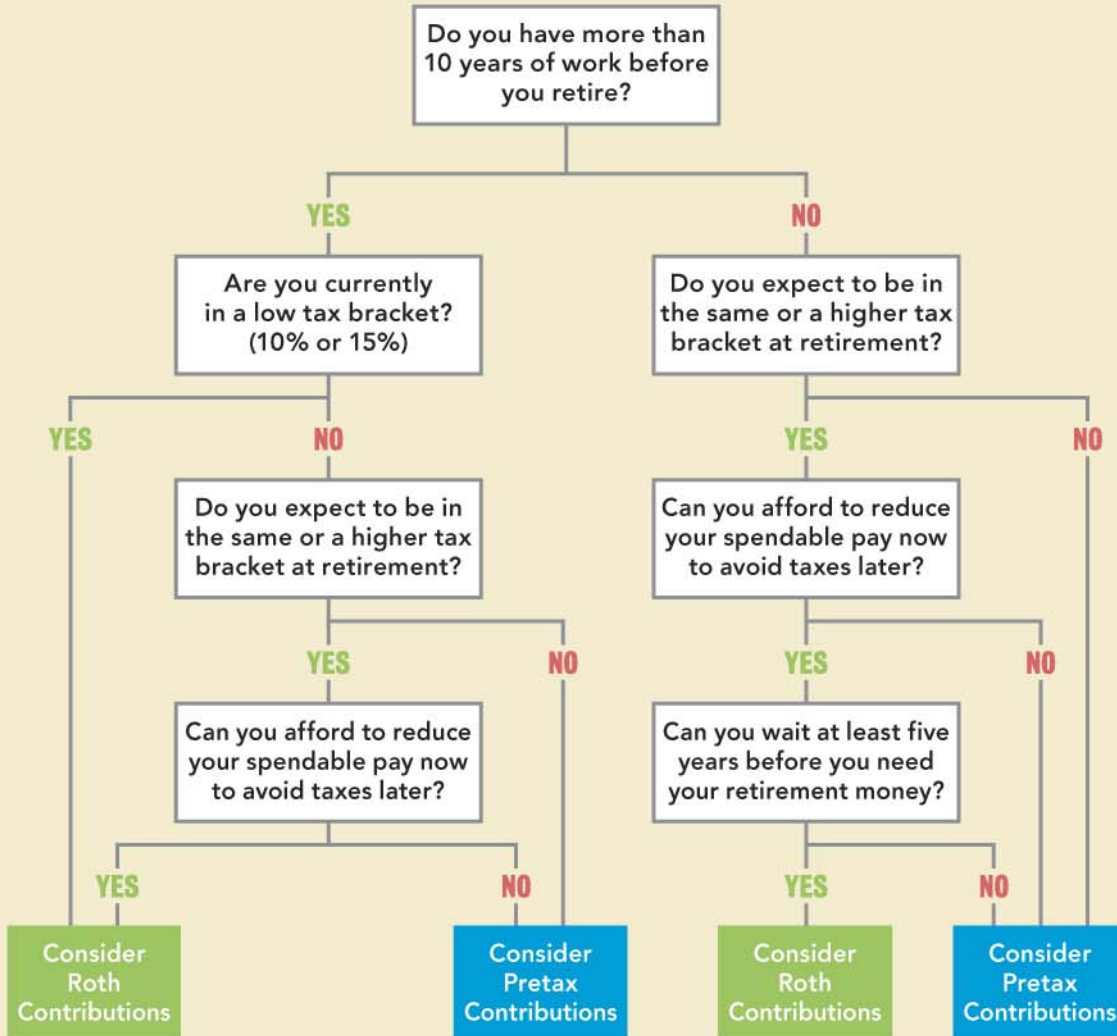 Do you have more than
10 years of work before
you retire?
YES
NO
Are you currently
in a low tax bracket?
(10% or 15%)
Do you expect to be in
the same or a higher tax
bracket at retirement?
YES
NO
YES
NO
Do you expect to be in
the same or a higher tax
bracket at retirement?
Can you afford to reduce
your spendable pay now
to avoid taxes later?
YES
NO
YES
NO
Can you afford to reduce
your spendable pay now
to avoid taxes later?
Can you wait at least five
years before you need
your retirement money?
YES
NO
YES
NO
Consider
Roth
Contributions
Consider
Pretax
Contributions
Consider
Roth
Contributions
Consider
Pretax
Contributions